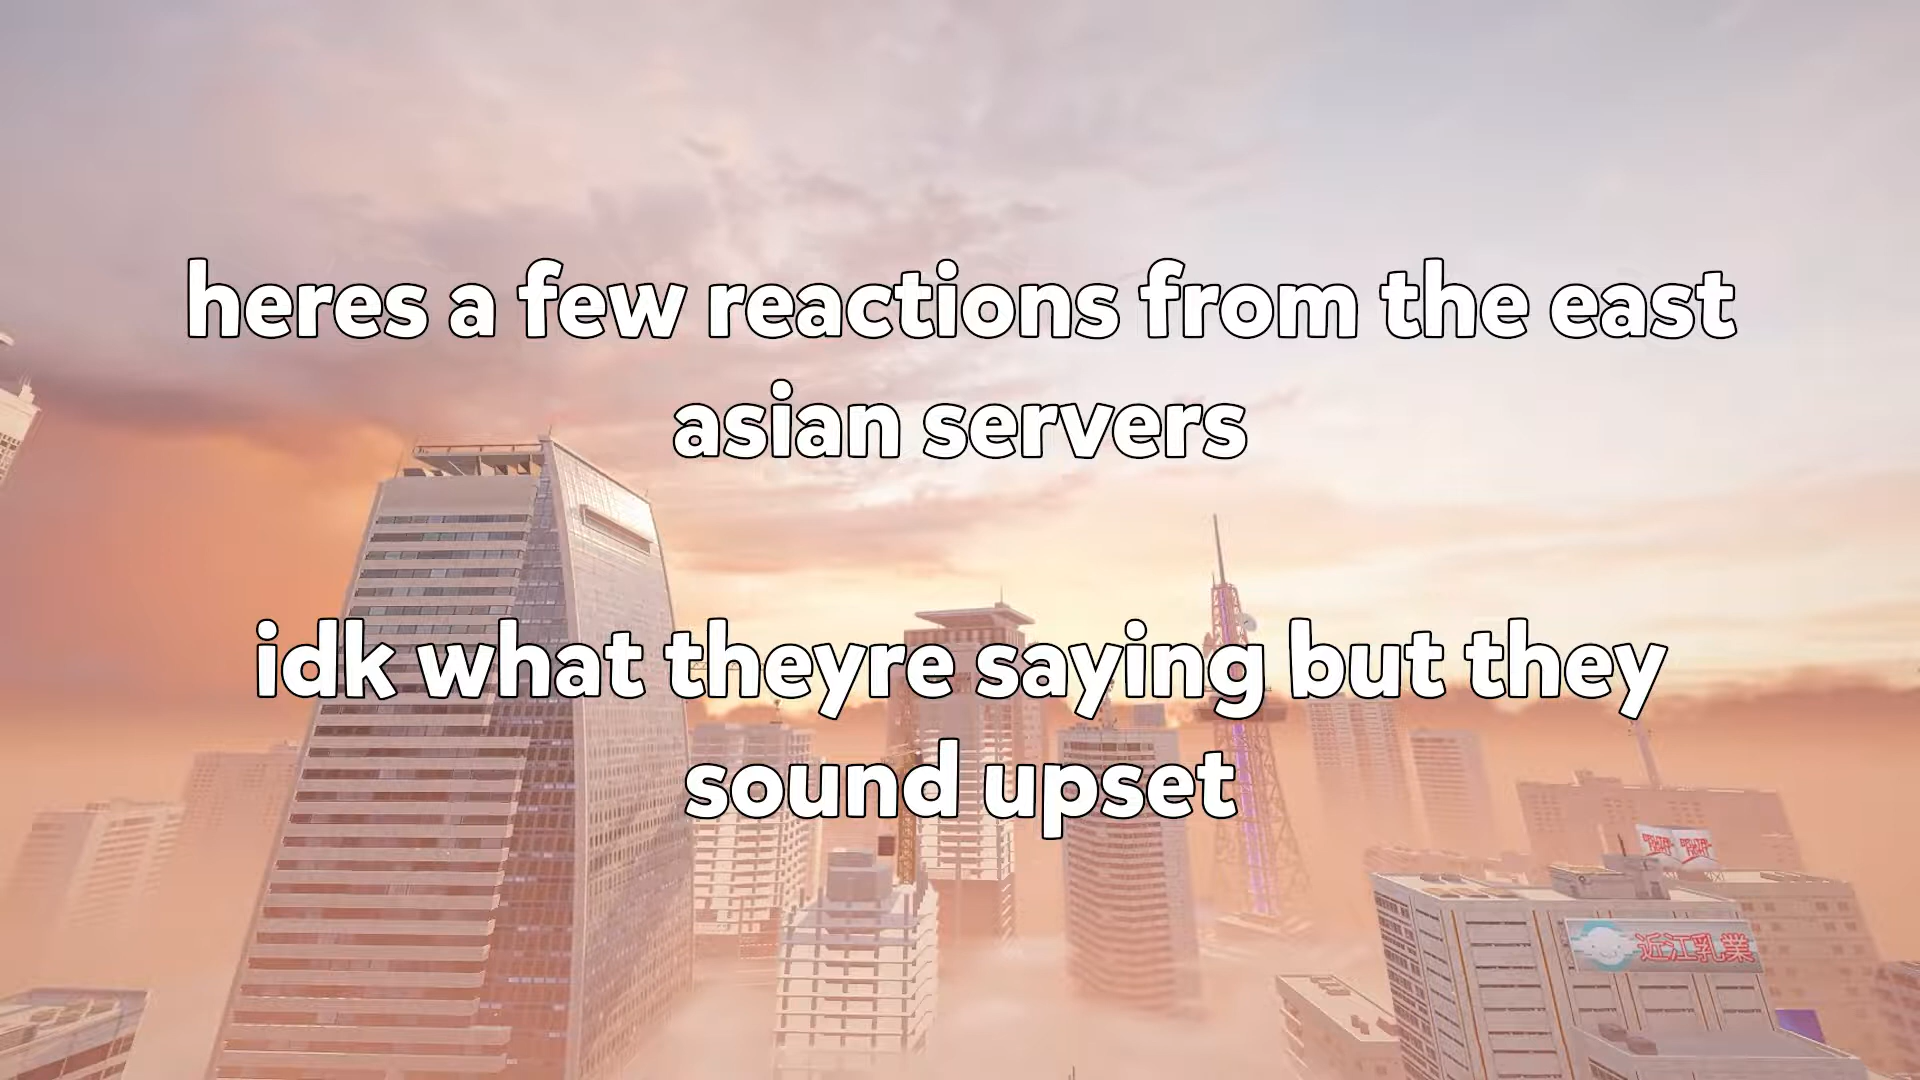 heres a few reactions from the east
asian servers
idk what theyre saying but they
sound upset
近江乳業